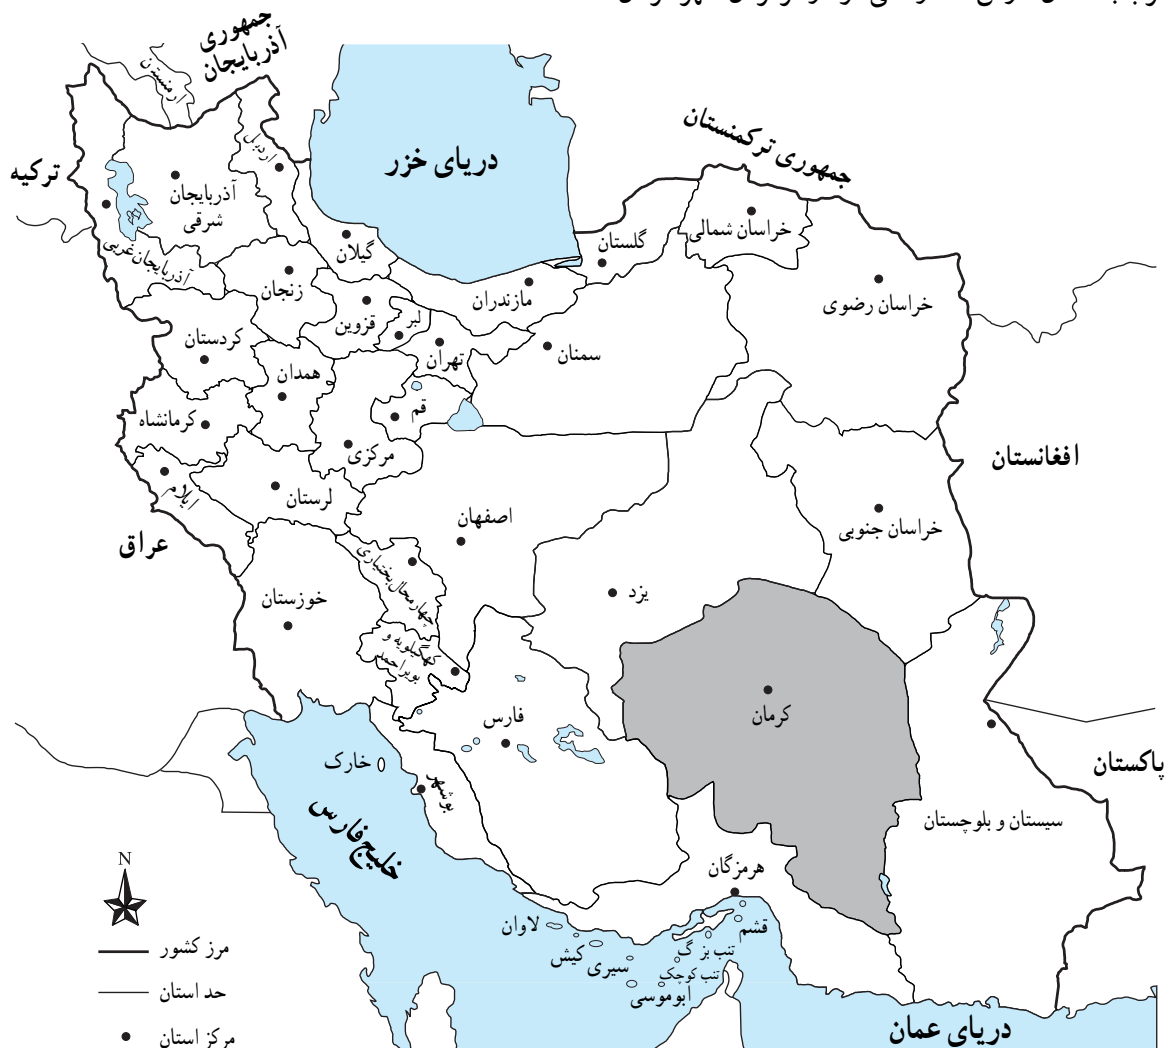 جمهوری
آذربایجان
ارمنستان
ترکیه
دریای خزر
جمهوری ترکمنستان
اردبیل
آذربایجان
شرقی
آذربایجان غربی
گیلان
گلستان
خراسان شمالی
زنجان
مازندران
خراسان رضوی
قزوین
لبر
کردستان
تهران
سمنان
همدان
قم
کرمانشاه
مرکزی
افغانستان
ایلام
لرستان
اصفهان
خراسان جنوبی
عراق
چهارمحال بختیاری
خوزستان
یزد
کهگیلویه و
بویراحمد
فارس
کرمان
خارک
بوشهر
پاکستان
سیستان و بلوچستان
خلیج فارس
هرمزگان
N
لاوان
قشم
کیش
تنب بز گ
سیری
تنب کوچک
ابوموسی
مرز کشور
حد استان
مرکز استان
دریای عمان